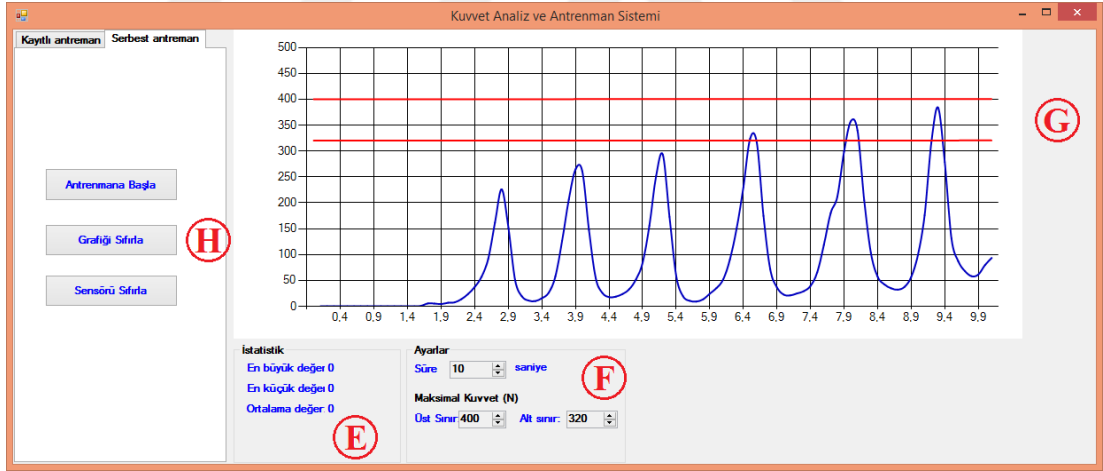 Kuvvet Analiz ve Antrenman Sistemi
Kayıtlı antreman Serbest antreman
500
450
400
350
300
250
200
150
100
50
0
0,4 0,9 1,4 1,9 2,4 2,9 3,4 3,9 4,4 4,9 5,4 5,9 6,4 6,9 7,4 7,9 8,4 8,9 9,4 9,9
G
Antrenmana Başla
Grafiği Sıfırla
H
Sensörü Sıfırla
İstatistik
En büyük değer 0
En küçük değer 0
Ortalama değer: 0
E
Ayarlar
Süre 10 saniye
F
Maksimal Kuvvet (N)
Üst Sınır: 400 Alt sınır: 320